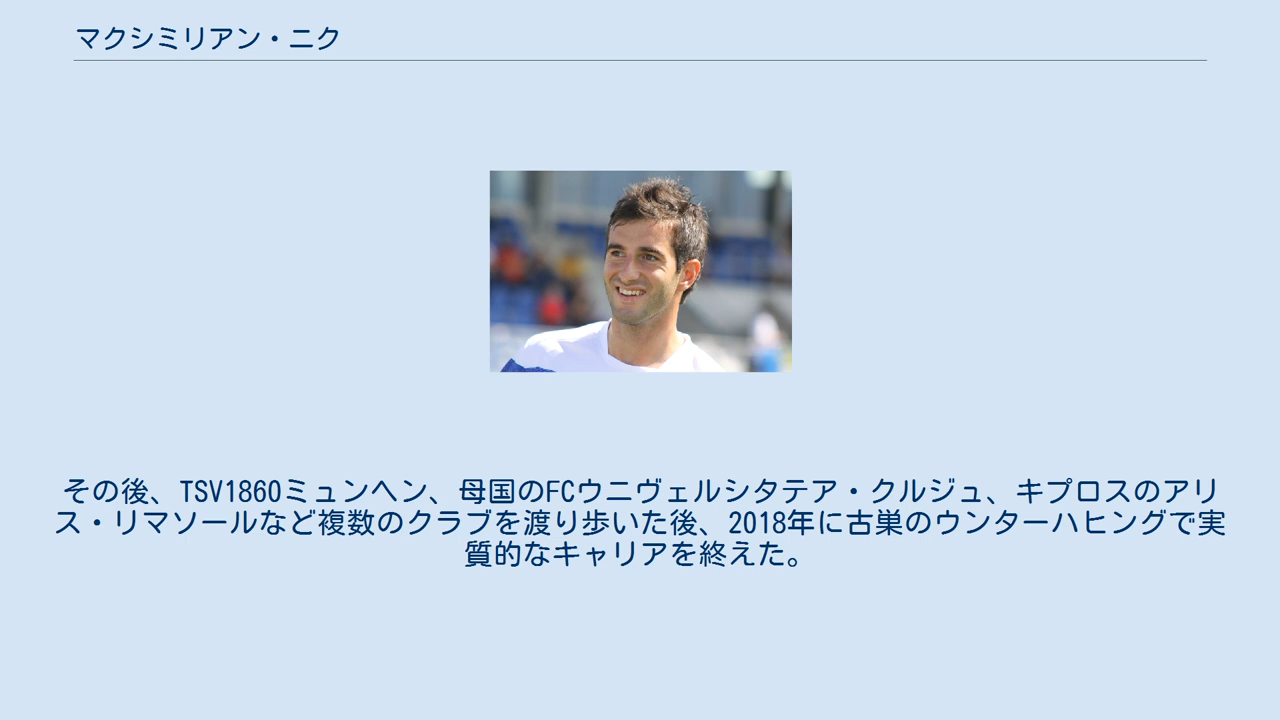 マクシミリアン・ニク
その後、TSV1860ミュンヘン、母国のFCウニヴェルシタテア・クルジュ、キプロスのアリ
ス・リマソールなど複数のクラブを渡り歩いた後、2018年に古巣のウンターハヒングで実
質的なキャリアを終えた。